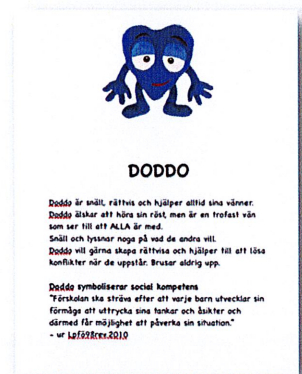 DODDO
Doddo är snäll, rättvis och hjälper alltid sina vänner.
Doddo älskar att höra sin röst, men är en trofast vän
som ser till att ALLA är med.
Snäll och lyssnar noga på vad de andra vill.
Doddo vill gärna skapa rättvisa och hjälper till att lösa
konflikter när de uppstår. Brusar aldrig upp.
Doddo symboliserar social kompetens
"Förskolan ska sträva efter att varje barn utvecklar sin
förmåga att uttrycka sina tankar och åsikter och
därmed får möjlighet att påverka sin situation."
- ur Lpfö98rev.2010